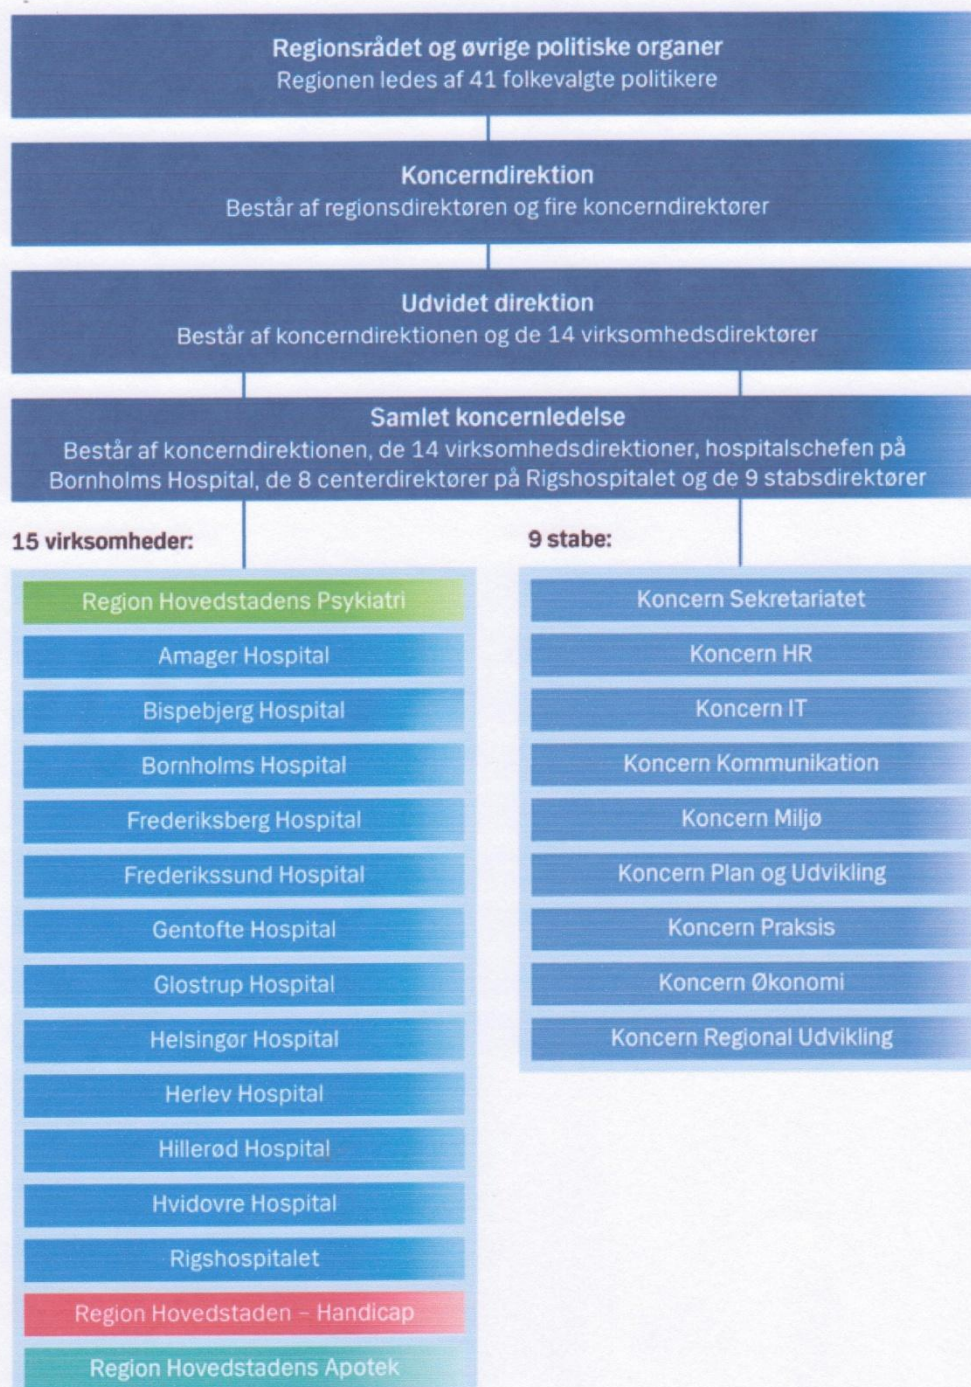 Regionsrådet og øvrige politiske organer
Regionen ledes af 41 folkevalgte politikere
Koncerndirektion
Består af regionsdirektøren og fire koncerndirektører
Udvidet direktion
Består af koncerndirektionen og de 14 virksomhedsdirektører
Samlet koncernledelse
Består af koncerndirektionen, de 14 virksomhedsdirektioner, hospitalschefen på
Bornholms Hospital, de 8 centerdirektører på Rigshospitalet og de 9 stabsdirektører
15 virksomheder:
Region Hovedstadens Psykiatri
Amager Hospital
Bispebjerg Hospital
Bornholms Hospital
Frederiksberg Hospital
Frederikssund Hospital
Gentofte Hospital
Glostrup Hospital
Helsingør Hospital
Herlev Hospital
Hillerød Hospital
Hvidovre Hospital
Rigshospitalet
Region Hovedstaden – Handicap
Region Hovedstadens Apotek
9 stabe:
Koncern Sekretariatet
Koncern HR
Koncern IT
Koncern Kommunikation
Koncern Miljø
Koncern Plan og Udvikling
Koncern Praksis
Koncern Økonomi
Koncern Regional Udvikling